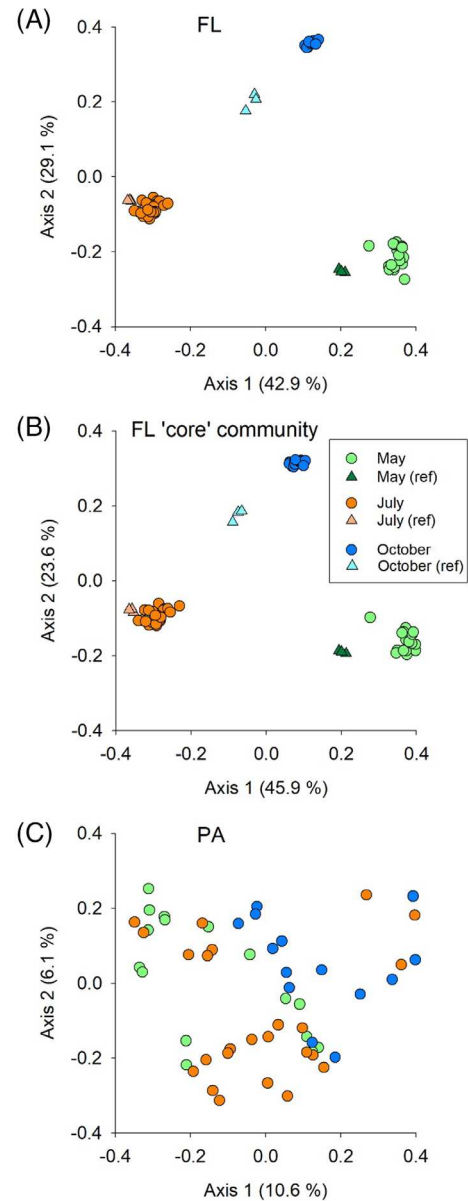 (A) FL
0.4
0.2
0.0
-0.2
-0.4
Axis 2 (29.1 %)
-0.4 -0.2 0.0 0.2 0.4
Axis 1 (42.9 %)
(B) FL 'core' community
0.4
0.2
0.0
-0.2
-0.4
Axis 2 (23.6 %)
May
May (ref)
July
July (ref)
October
October (ref)
-0.4 -0.2 0.0 0.2 0.4
Axis 1 (45.9 %)
(C) PA
0.4
0.2
0.0
-0.2
-0.4
Axis 2 (6.1 %)
-0.4 -0.2 0.0 0.2 0.4
Axis 1 (10.6 %)